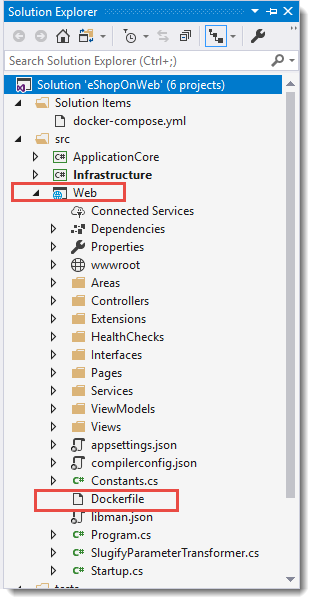 Solution Explorer
Search Solution Explorer (Ctrl+;)
Solution 'eShopOnWeb' (6 projects)
Solution Items
docker-compose.yml
src
C# ApplicationCore
C# Infrastructure
Web
Connected Services
Dependencies
Properties
wwwroot
Areas
Controllers
Extensions
HealthChecks
Interfaces
Pages
Services
ViewModels
Views
appsettings.json
compilerconfig.json
C# Constants.cs
Dockerfile
libman.json
C# Program.cs
C# SlugifyParameterTransformer.cs
C# Startup.cs
tests